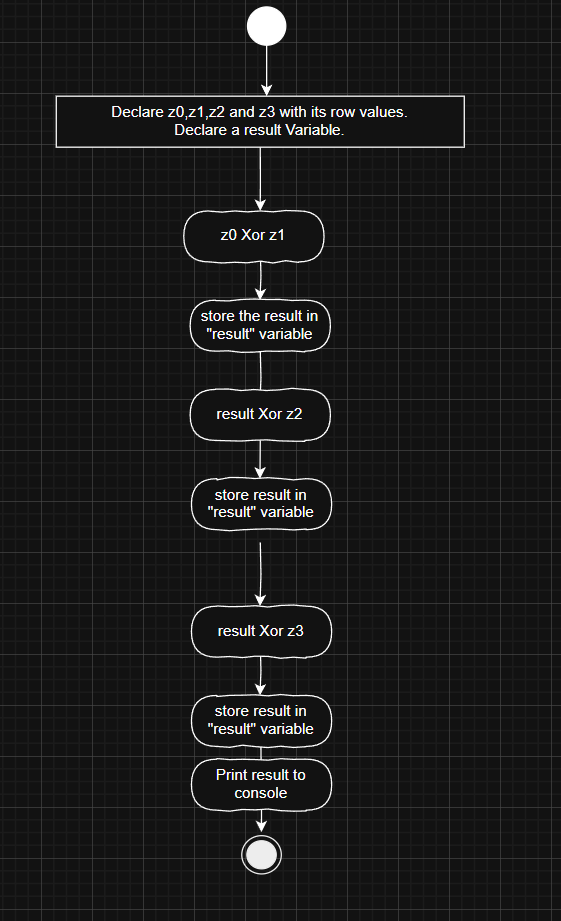 Declare z0,z1,z2 and z3 with its row values.
Declare a result Variable.
z0 Xor z1
store the result in
"result" variable
result Xor z2
store result in
"result" variable
result Xor z3
store result in
"result" variable
Print result to
console